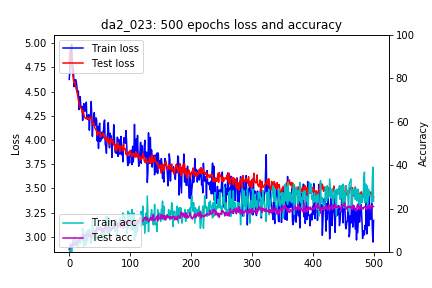 da2_023: 500 epochs loss and accuracy
5.00
4.75
4.50
4.25
4.00
3.75
3.50
3.25
3.00
Loss
Train loss
Test loss
Train acc
Test acc
100
80
60
40
20
0
Accuracy
0 100 200 300 400 500